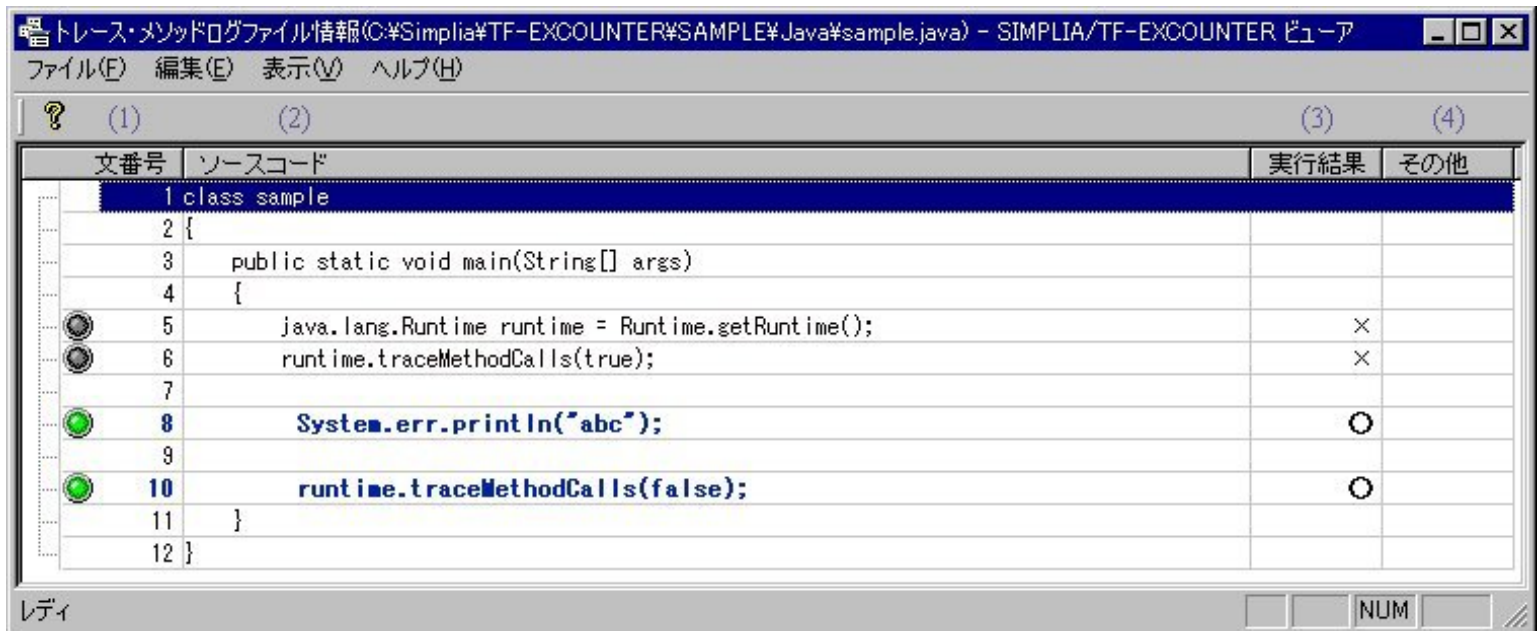 トレース・メソッドログファイル情報(C:¥Simplia¥TF-EXCOUNTER¥SAMPLE¥Java¥sample.java) - SIMPLIA/TF-EXCOUNTER ビューア
ファイル(F) 編集(E) 表示(V) ヘルプ(H)
? (1) (2) (3) (4)
文番号 ソースコード 実行結果 その他
1 class sample
2 {
3 public static void main(String[] args)
4 {
5 java.lang.Runtime runtime = Runtime.getRuntime(); ×
6 runtime.traceMethodCalls(true); ×
7
8 System.err.println("abc"); ○
9
10 runtime.traceMethodCalls(false); ○
11 }
12 }
レディ NUM